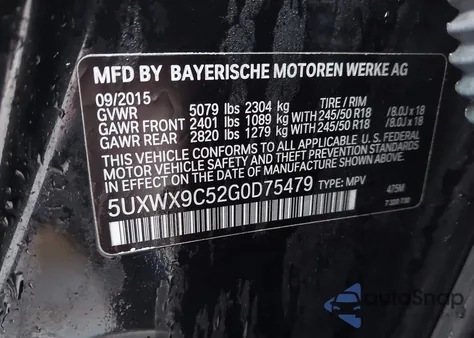 MFD BY BAYERISCHE MOTOREN WERKE AG
09/2015
GVWR 5079 lbs 2304 kg TIRE / RIM
GAWR FRONT 2401 lbs 1089 kg WITH 245/50 R18 /8.0J x 18
GAWR REAR 2820 lbs 1279 kg WITH 245/50 R18 /8.0J x 18
THIS VEHICLE CONFORMS TO ALL APPLICABLE U.S. FEDERAL
MOTOR VEHICLE SAFETY STANDARDS IN EFFECT ON THE
DATE OF MANUFACTURE SHOWN ABOVE.
5UXWX9C52G0D75479 TYPE: MPV
475M
autoSnap